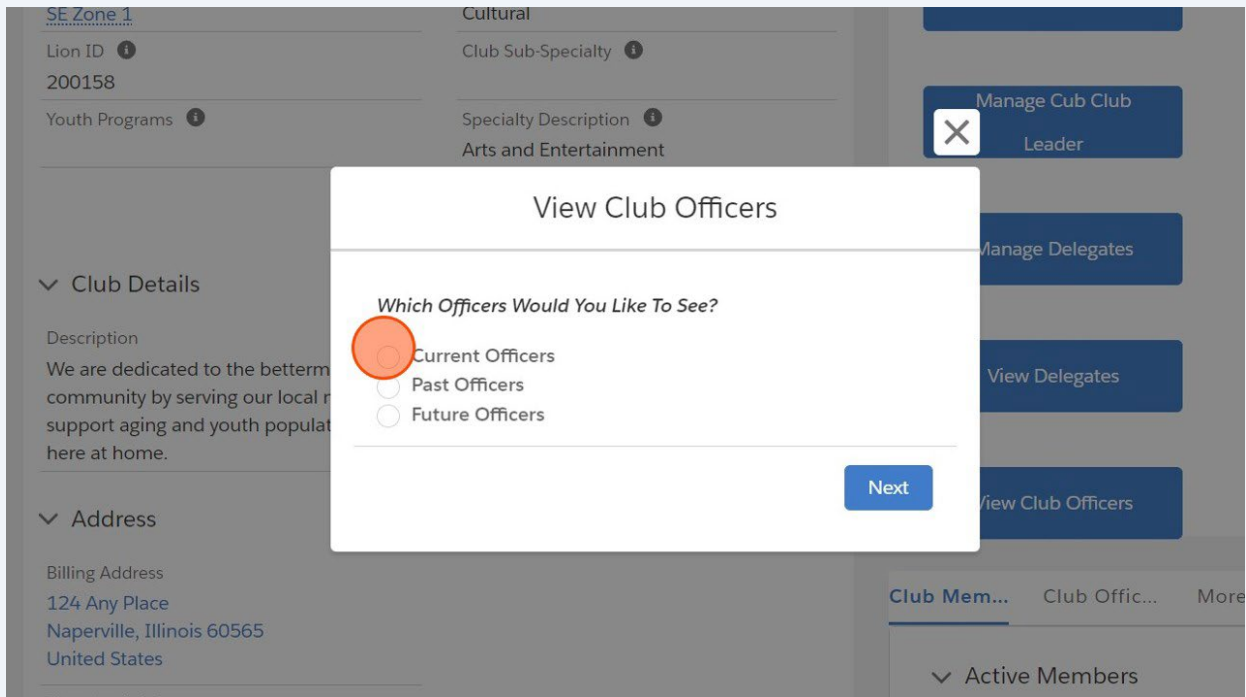 SE Zone 1
Cultural
Lion ID
Club Sub-Specialty
200158
Youth Programs
Specialty Description
Arts and Entertainment
Manage Cub Club
Leader
View Club Officers
Manage Delegates
Club Details
Which Officers Would You Like To See?
Description
We are dedicated to the
community by serving our local
support aging and youth
here at home.
Current Officers
Past Officers
Future Officers
View Delegates
Next
View Club Officers
Address
Billing Address
124 Any Place
Naperville, Illinois 60565
United States
Club Mem...
Club Offic...
More
Active Members